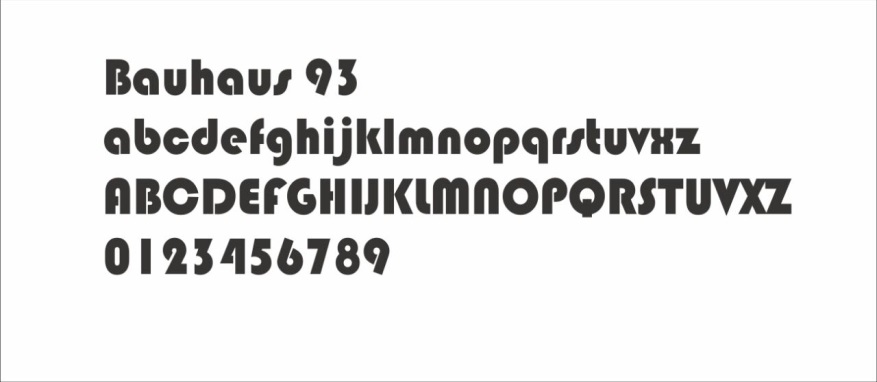 Bauhaus 93
abcdefghijklmnopqrstuvxz
ABCDEFGHIJKLMNOPQRSTUVXZ
0123456789